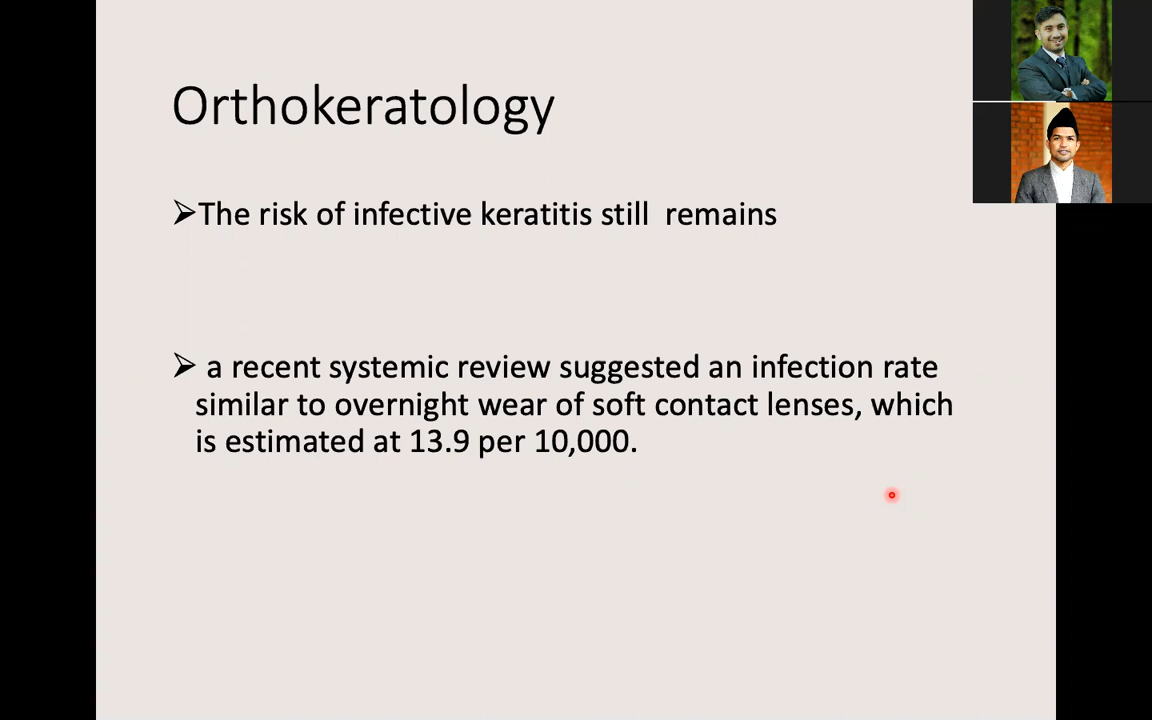 Orthokeratology
➢The risk of infective keratitis still  remains
➢ a recent systemic review suggested an infection rate
similar to overnight wear of soft contact lenses, which
is estimated at 13.9 per 10,000.